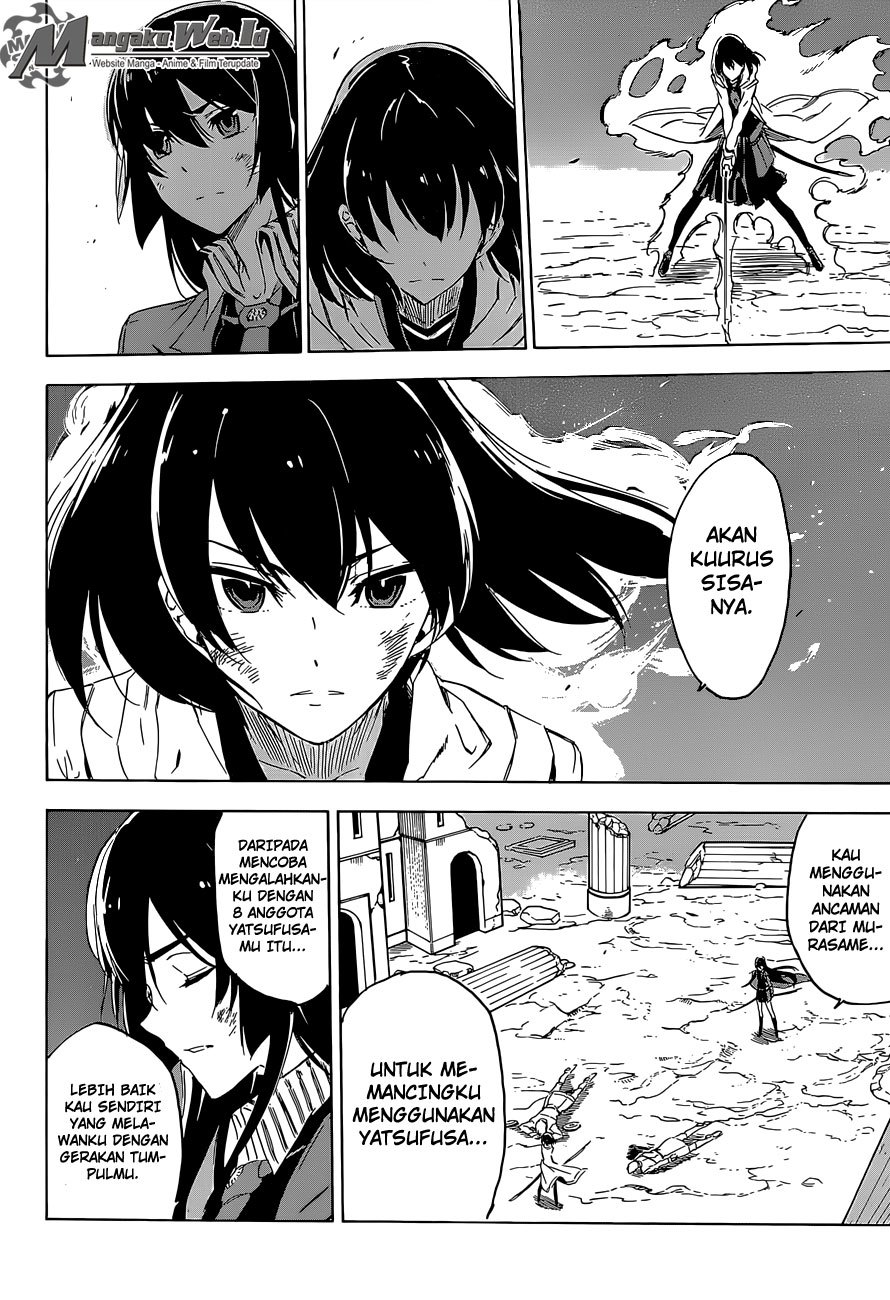 Mangaku.Web.Id
Website Manga - Anime & Film Terupdate
AKAN
KUURUS
SISA-
NYA.
KAU
MENGGU-
NAKAN
ANCAMAN
DARI MU-
RASAME...
UNTUK ME-
MANCINGKU
MENGGUNAKAN
YATSUFUSA...
DARIPADA
MENCOBA
MENGALAHKAN-
KU DENGAN
8 ANGGOTA
YATSUFUSA-
MU ITU...
LEBIH BAIK
KAU SENDIRI
YANG MELA-
WANKU DENGAN
GERAKAN TUM-
PULMU.